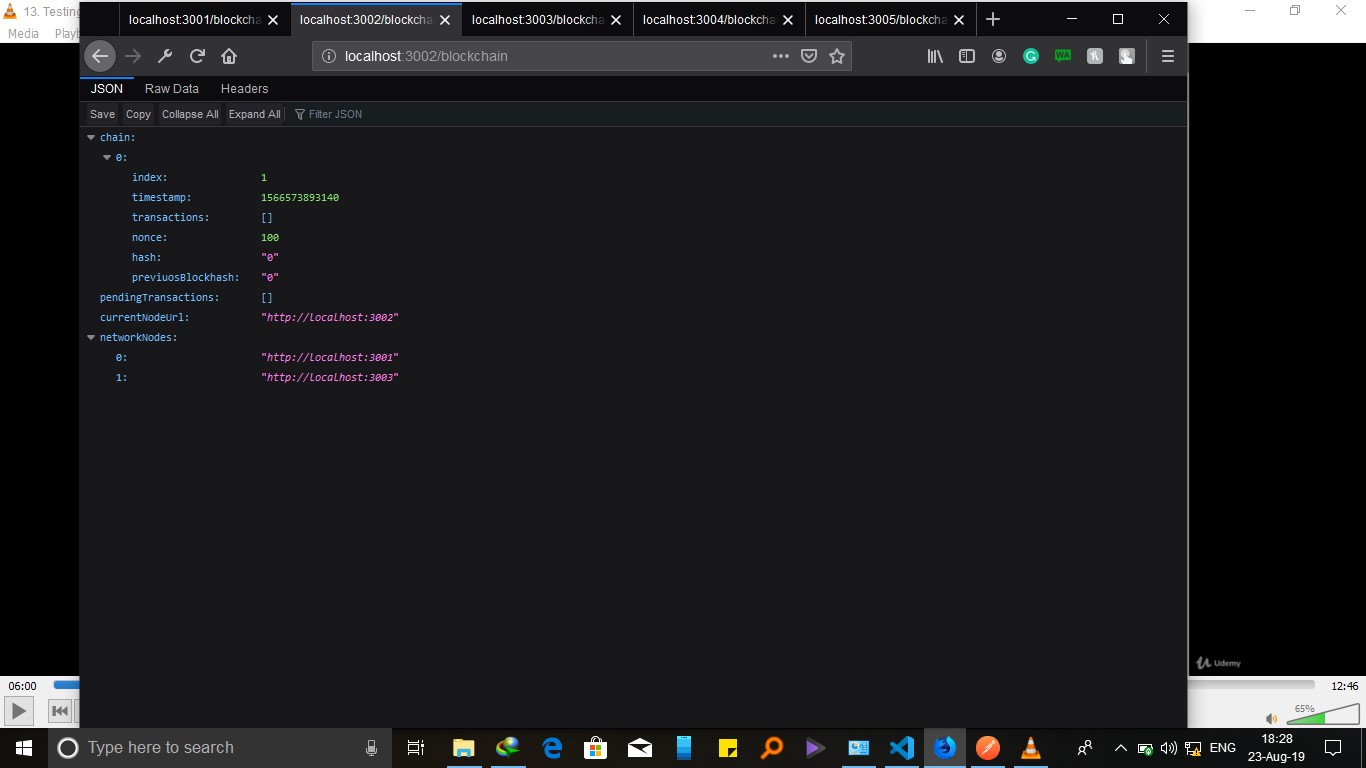 13. Testing
Media Playb
localhost:3001/blockcha
localhost:3002/blockcha
localhost:3003/blockcha
localhost:3004/blockcha
localhost:3005/blockcha
localhost:3002/blockchain
JSON Raw Data Headers
Save Copy Collapse All Expand All Filter JSON
chain:
0:
index: 1
timestamp: 1566573893140
transactions: []
nonce: 100
hash: "0"
previuosBlockhash: "0"
pendingTransactions: []
currentNodeUrl: "http://localhost:3002"
networkNodes:
0: "http://localhost:3001"
1: "http://localhost:3003"
Udemy
06:00 12:46
65%
Type here to search
ENG
18:28
23-Aug-19